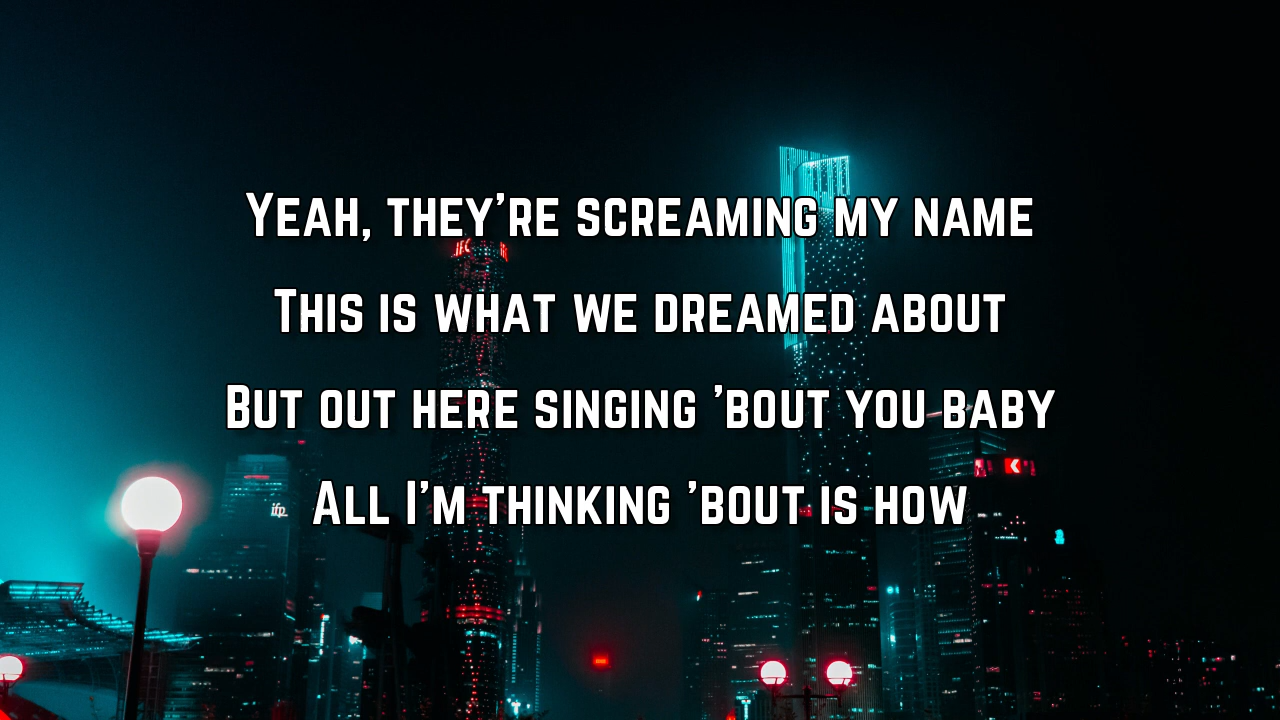 Yeah, they're screaming my name
This is what we dreamed about
But out here singing 'bout you baby
All I'm thinking 'bout is how
ifp